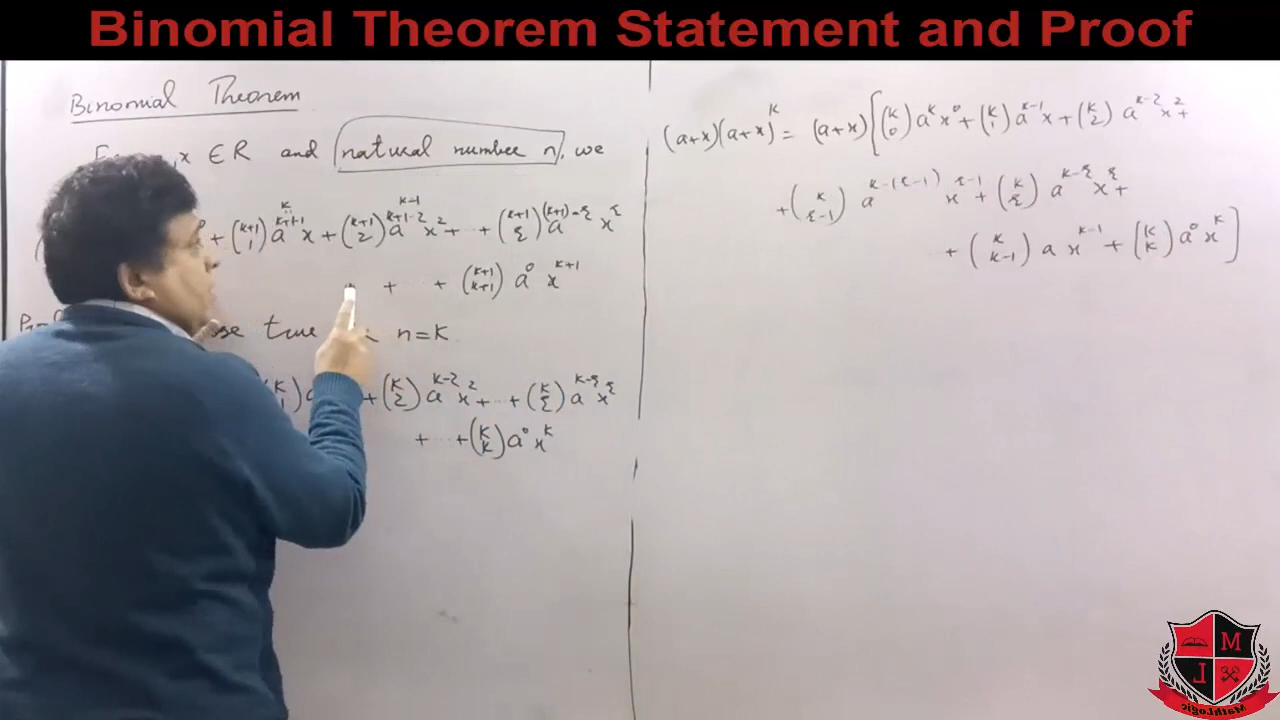 Binomial Theorem Statement and Proof
Binomial Theorem
x ∈ R and natural number n, we
+ (k+1 1) a^{k+1-1} x + (k+1 2) a^{k+1-2} x^2 + ·· + (k+1 r) a^{(k+1)-r} x^r
k
k-1
+ ·· + (k+1 k+1) a^0 x^{k+1}
true n=k
+ (k 2) a^{k-2} x^2 + ·· + (k r) a^{k-r} x^r
+ ·· + (k k) a^0 x^k
(a+x)(a+x)^k = (a+x)[(k 0) a^k x^0 + (k 1) a^{k-1} x + (k 2) a^{k-2} x^2 +
+ (k r-1) a^{k-(r-1)} x^{r-1} + (k r) a^{k-r} x^r +
+ (k k-1) a x^{k-1} + (k k) a^0 x^k]
M
J
MathLogic